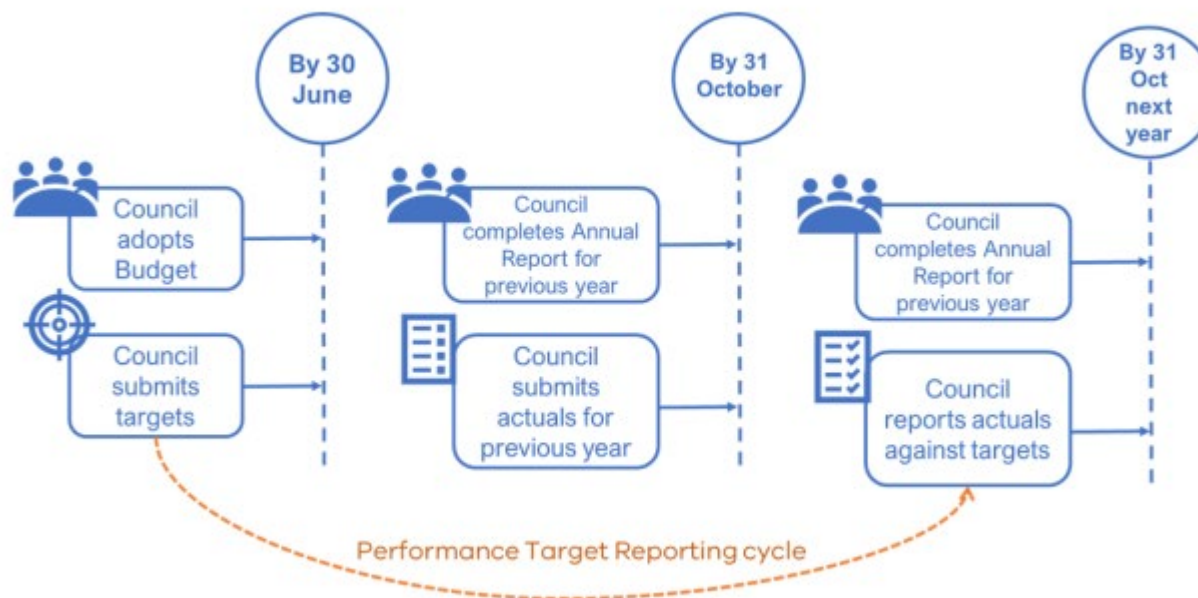 By 30
June
Council
adopts
Budget
Council
submits
targets
By 31
October
Council
completes Annual
Report for
previous year
Council
submits
actuals for
previous year
By 31
Oct
next
year
Council
completes Annual
Report for
previous year
Council
reports actuals
against targets
Performance Target Reporting cycle